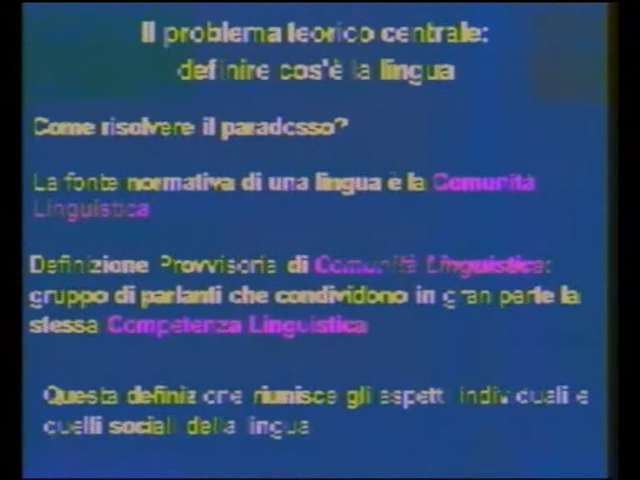 Il problema teorico centrale:
definire cos'è la lingua
Come risolvere il paradosso?
La fonte normativa di una lingua è la Comunità
Linguistica
Definizione Provvisoria di Comunità Linguistica:
gruppo di parlanti che condividono in gran parte la
stessa Competenza Linguistica
Questa definizione riunisce gli aspetti individuali e
quelli sociali della lingua